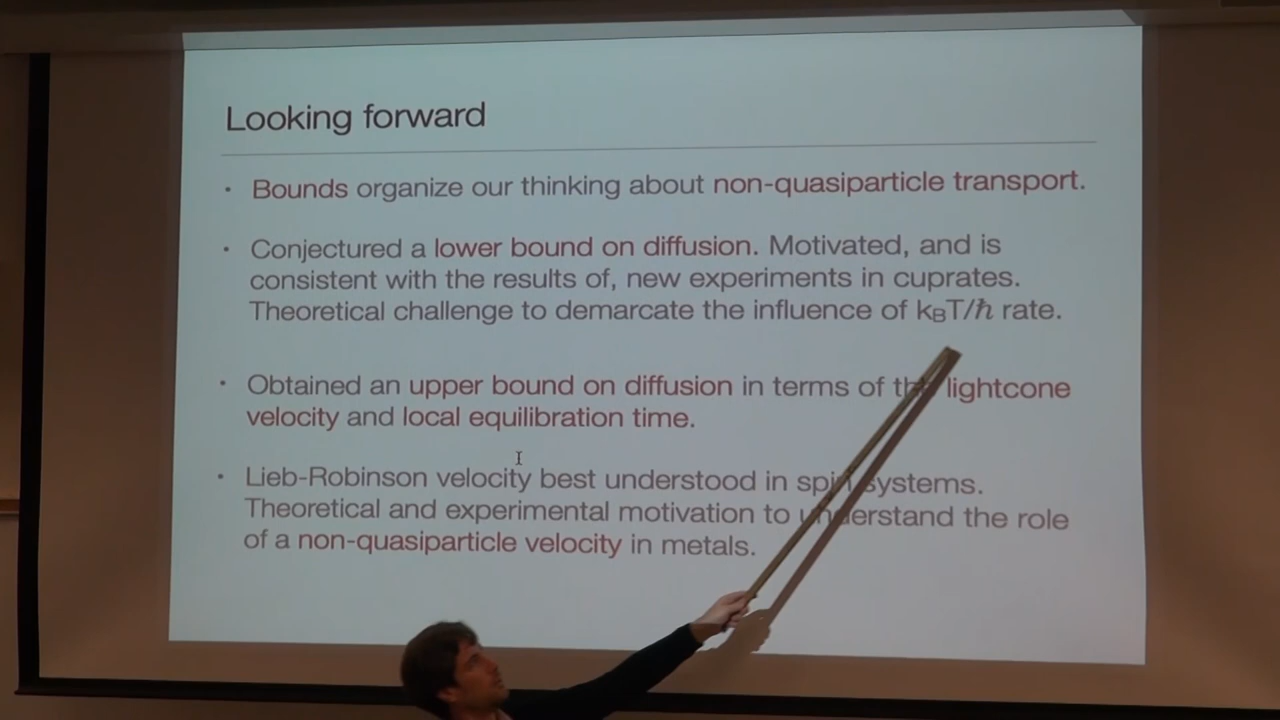 Looking forward
• Bounds organize our thinking about non-quasiparticle transport.
• Conjectured a lower bound on diffusion. Motivated, and is
consistent with the results of, new experiments in cuprates.
Theoretical challenge to demarcate the influence of kBT/ℏ rate.
• Obtained an upper bound on diffusion in terms of the lightcone
velocity and local equilibration time.
• Lieb-Robinson velocity best understood in spin systems.
Theoretical and experimental motivation to understand the role
of a non-quasiparticle velocity in metals.